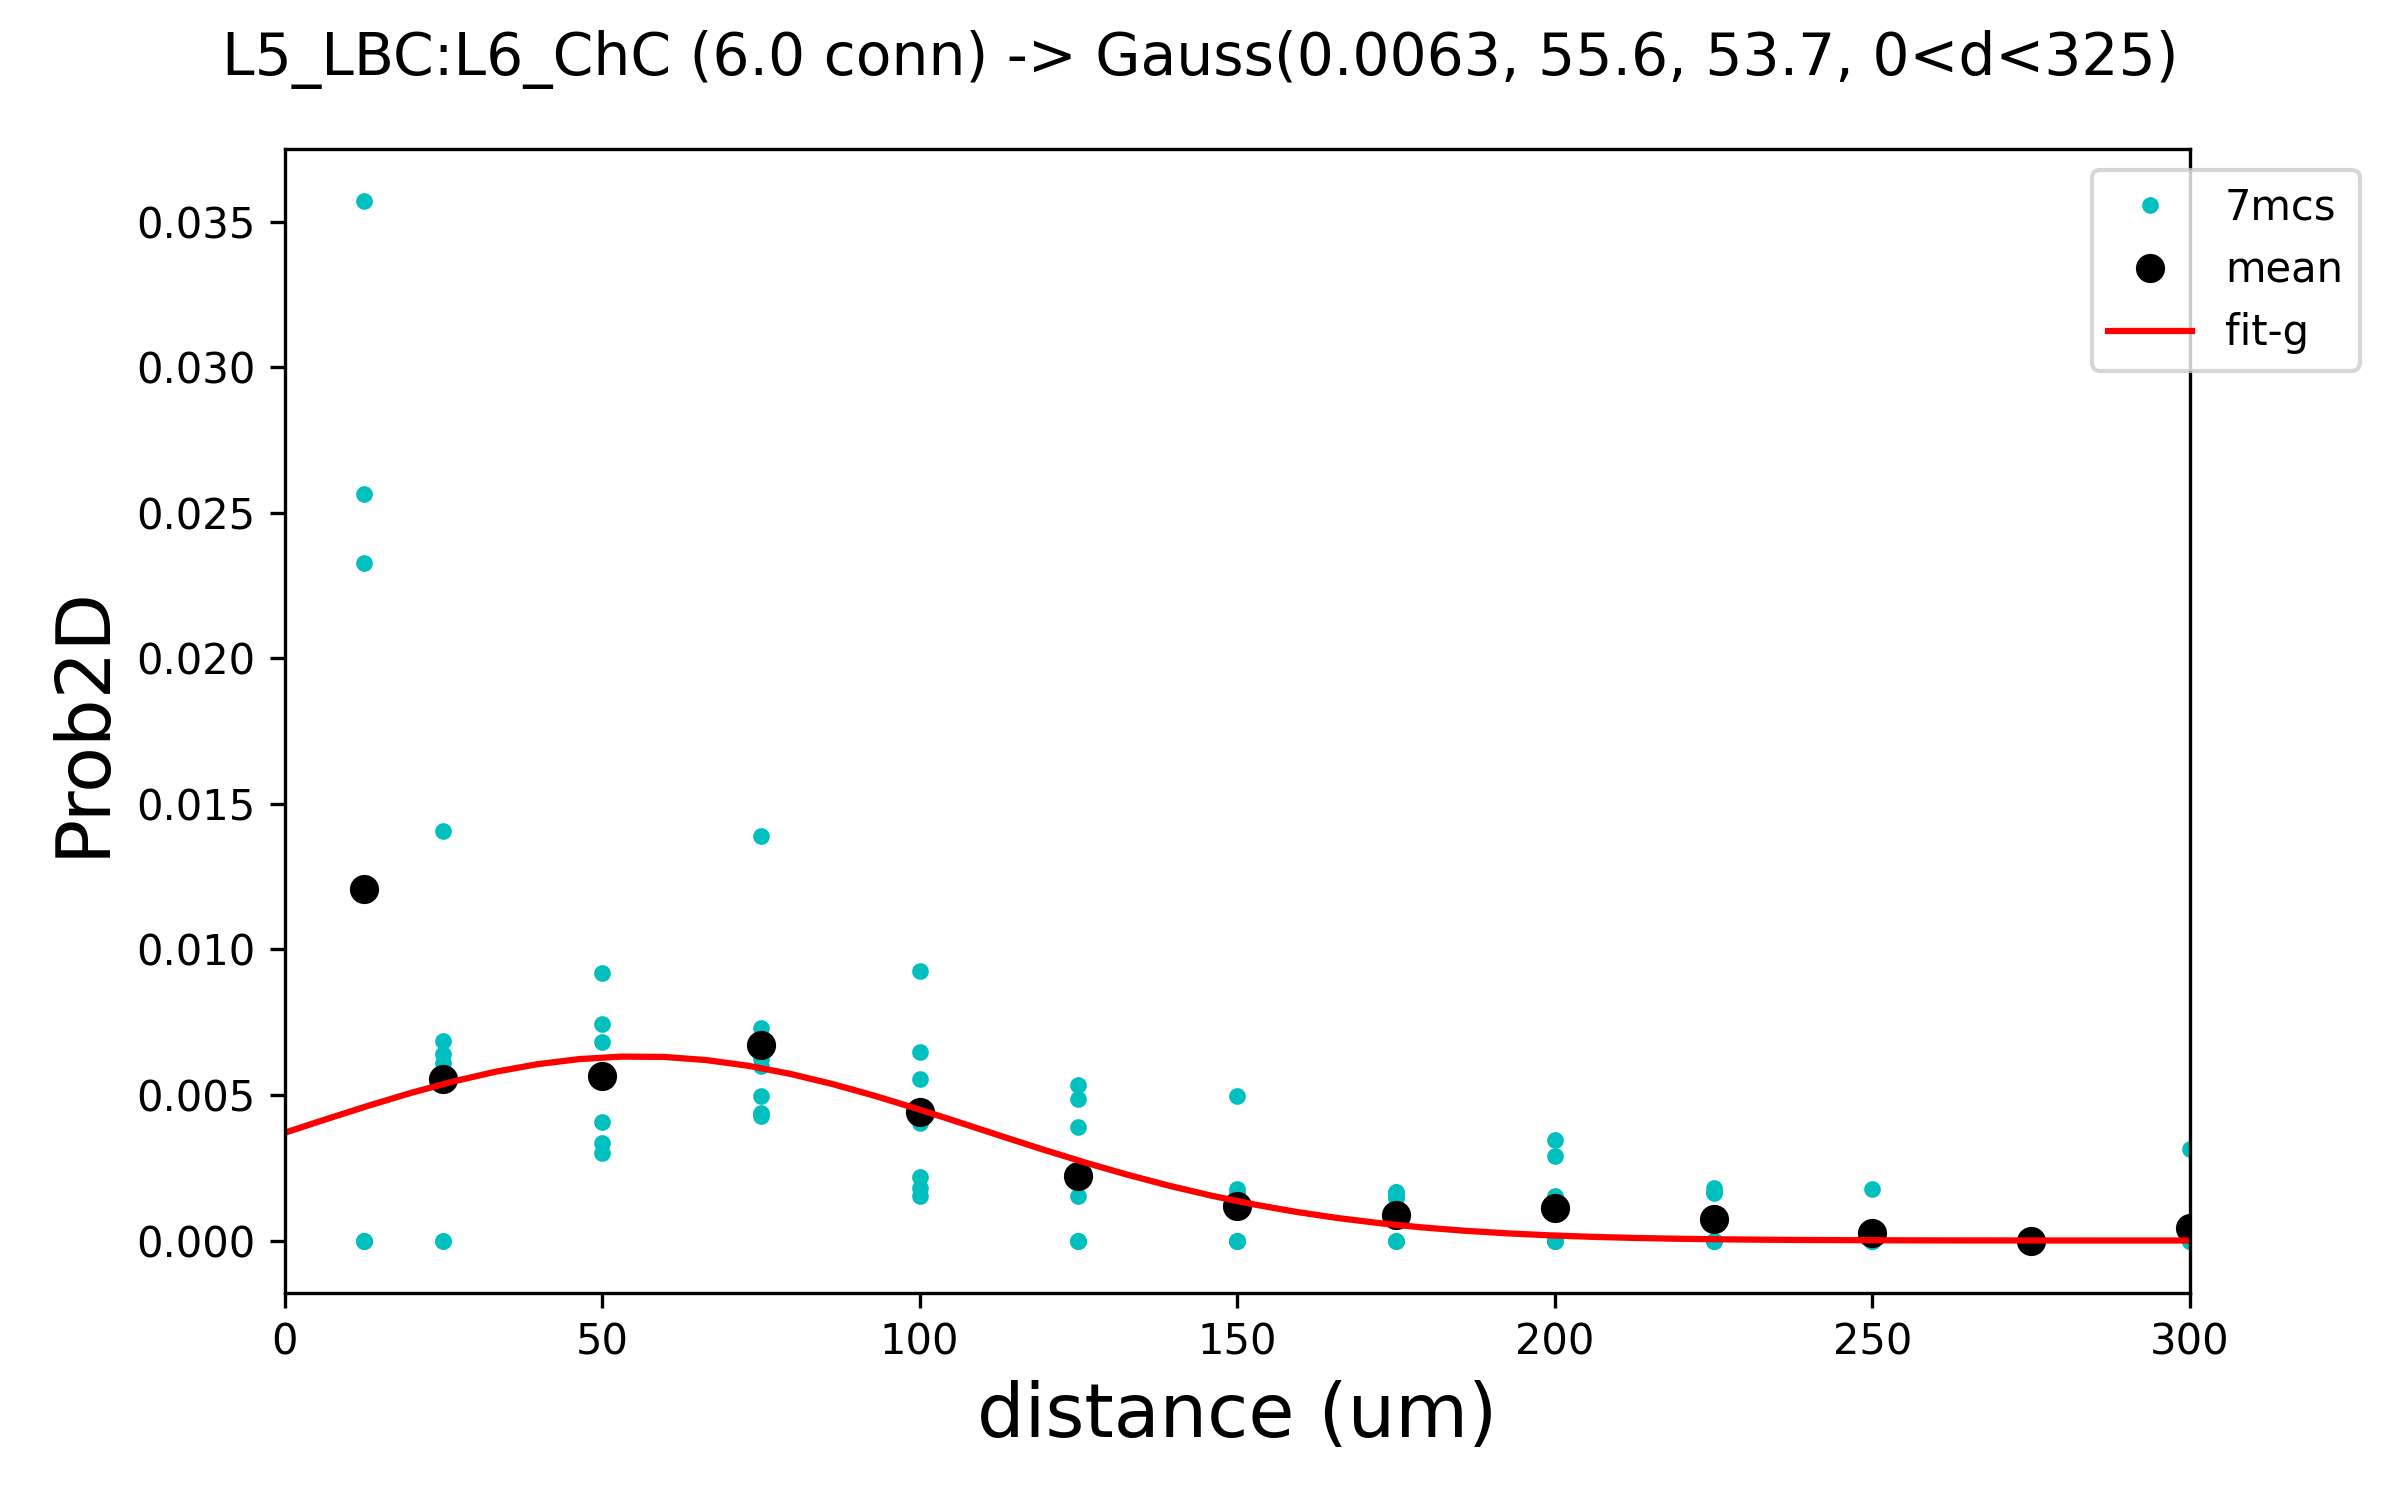 L5_LBC:L6_ChC (6.0 conn) -> Gauss(0.0063, 55.6, 53.7, 0<d<325)
7mcs
mean
fit-g
Prob2D
0.035
0.030
0.025
0.020
0.015
0.010
0.005
0.000
0 50 100 150 200 250 300
distance (um)